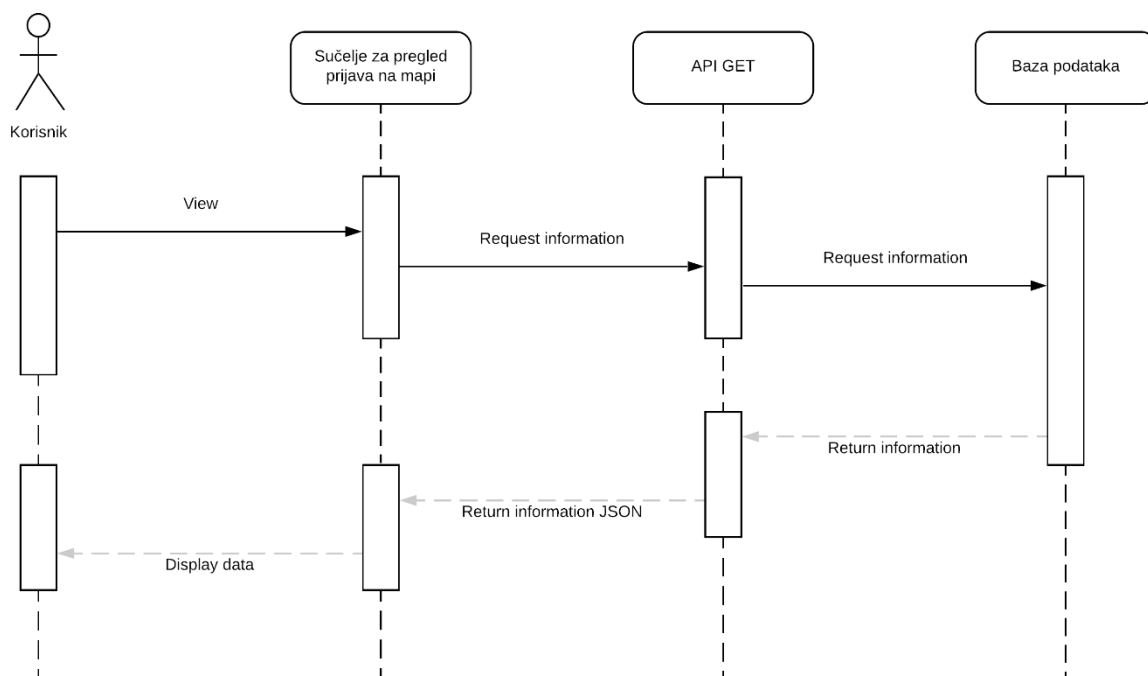 Sučelje za pregled
prijava na mapi
API GET
Baza podataka
Korisnik
View
Request information
Request information
Return information
Return information JSON
Display data